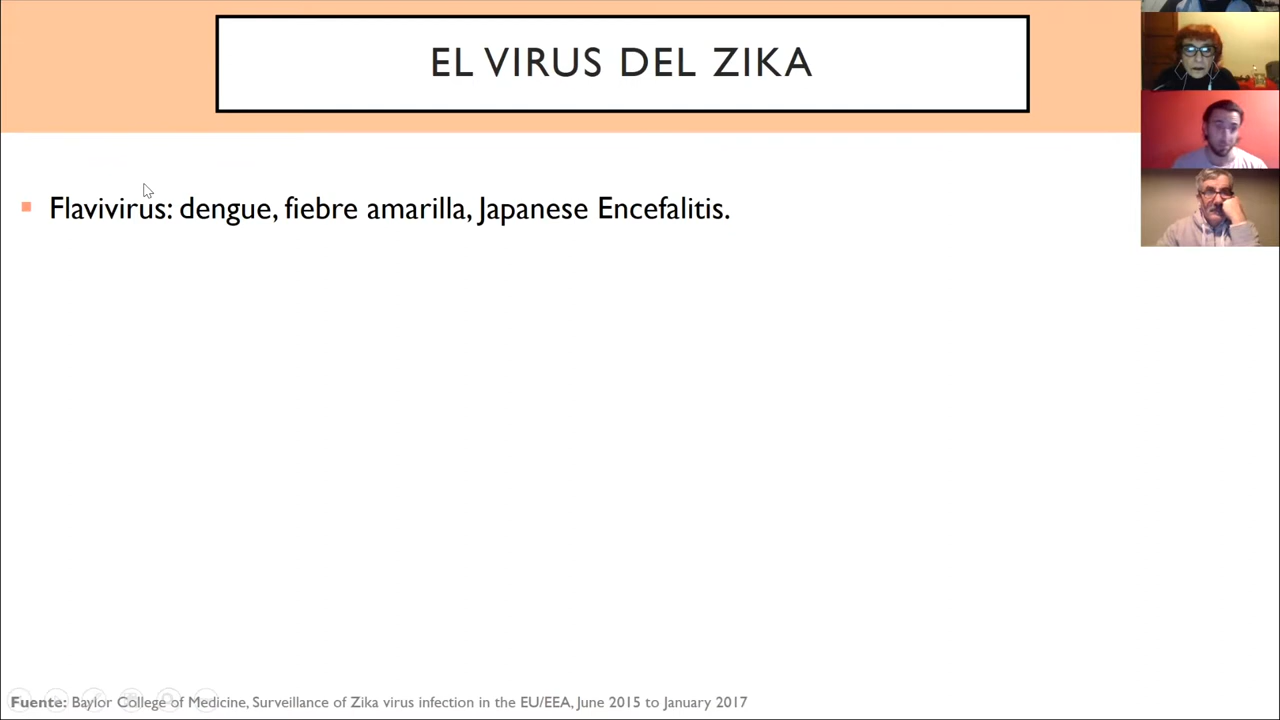 EL VIRUS DEL ZIKA
Flavivirus: dengue, fiebre amarilla, Japanese Encefalitis.
Fuente: Baylor College of Medicine, Surveillance of Zika virus infection in the EU/EEA, June 2015 to January 2017